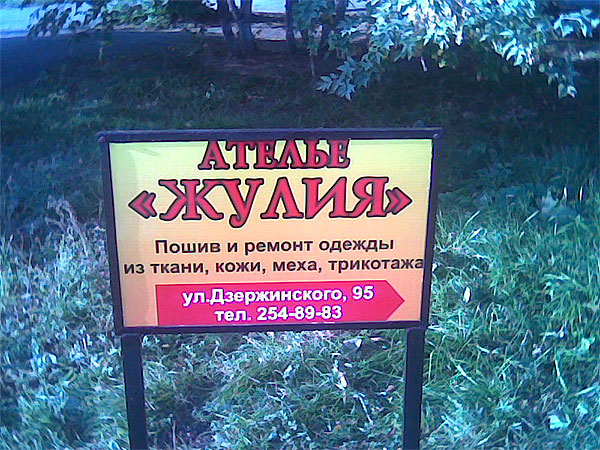 АТЕЛЬЕ
«ЖУЛИЯ»
Пошив и ремонт одежды
из ткани, кожи, меха, трикотажа
ул.Дзержинского, 95
тел. 254-89-83